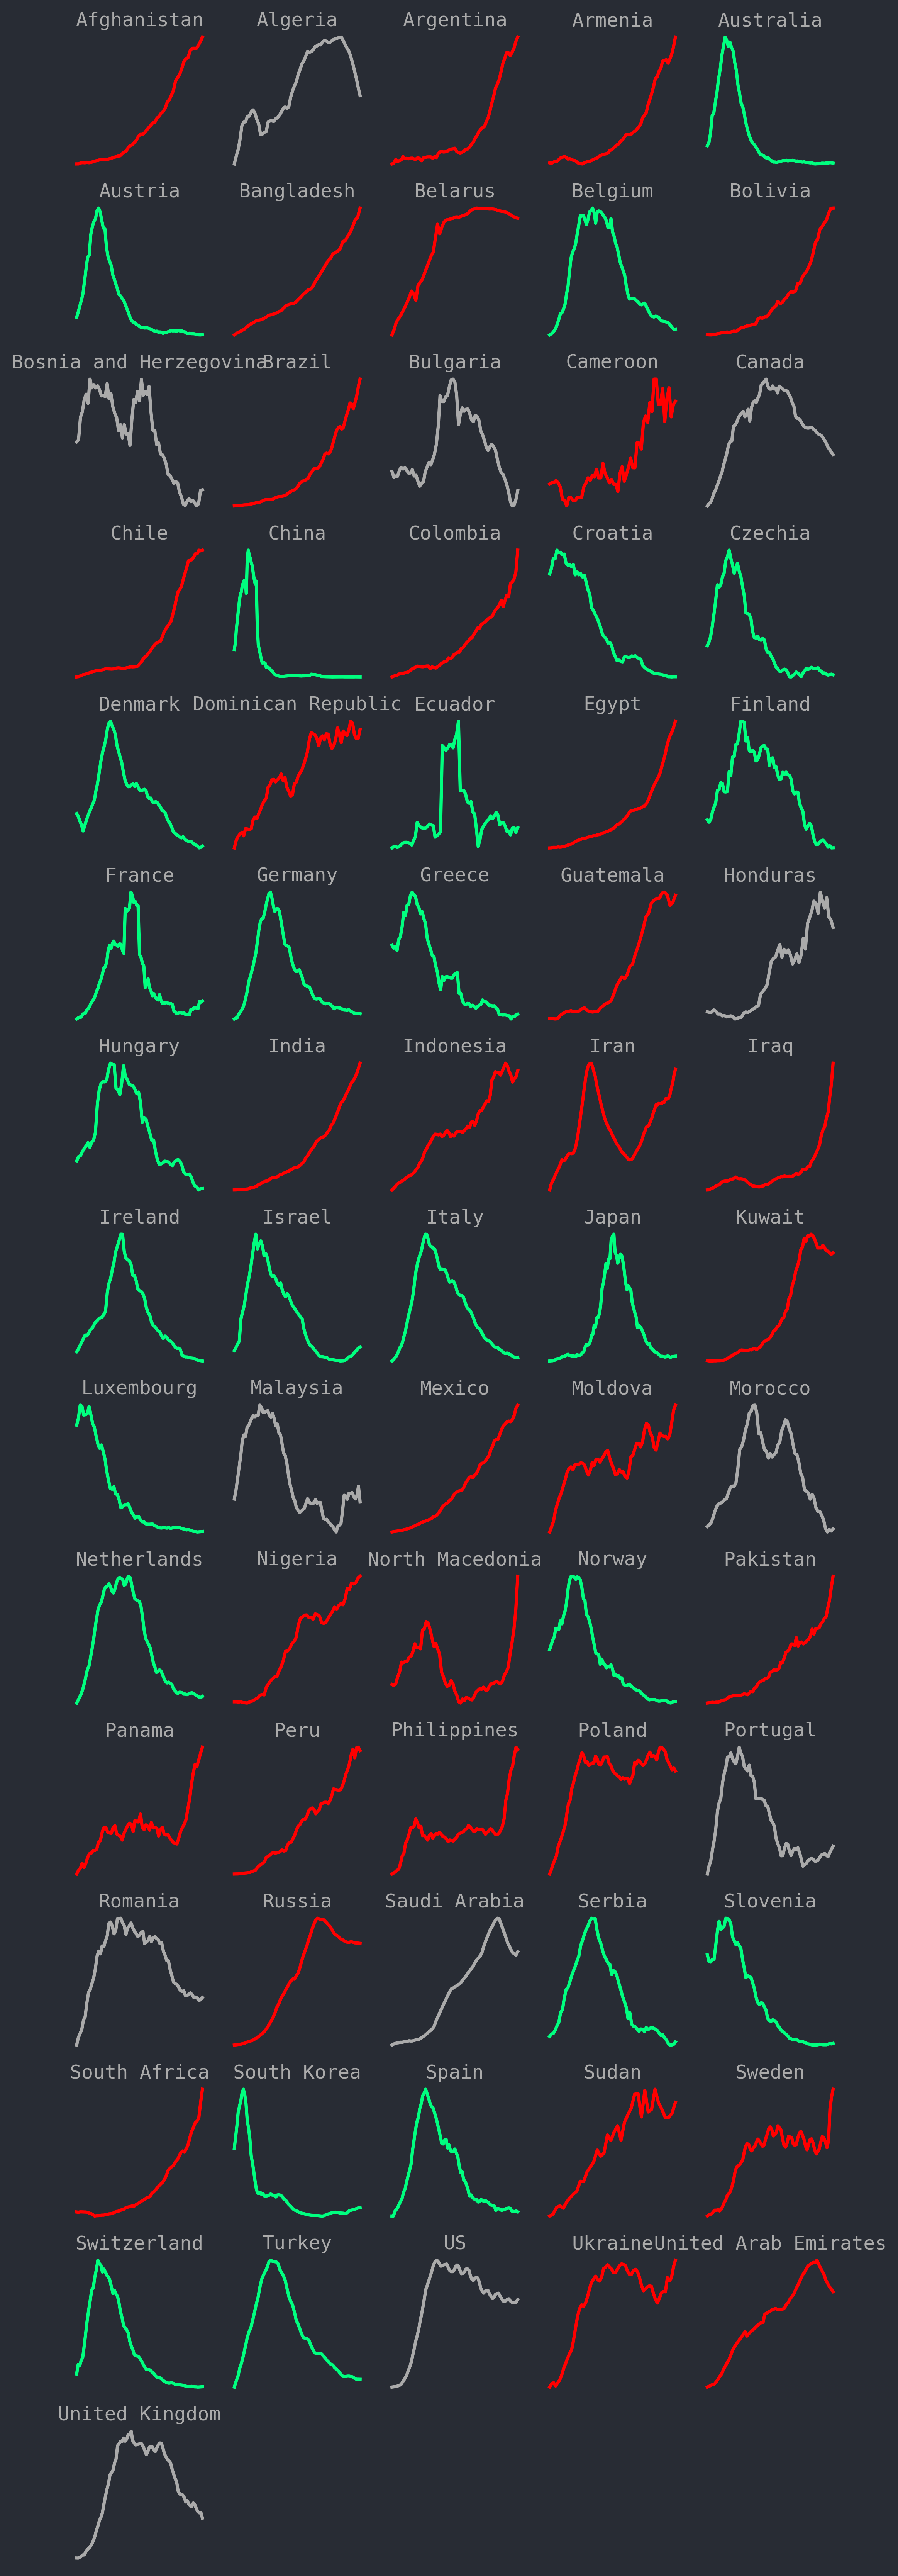 Afghanistan Algeria Argentina Armenia Australia
Austria Bangladesh Belarus Belgium Bolivia
Bosnia and Herzegovina Brazil Bulgaria Cameroon Canada
Chile China Colombia Croatia Czechia
Denmark Dominican Republic Ecuador Egypt Finland
France Germany Greece Guatemala Honduras
Hungary India Indonesia Iran Iraq
Ireland Israel Italy Japan Kuwait
Luxembourg Malaysia Mexico Moldova Morocco
Netherlands Nigeria North Macedonia Norway Pakistan
Panama Peru Philippines Poland Portugal
Romania Russia Saudi Arabia Serbia Slovenia
South Africa South Korea Spain Sudan Sweden
Switzerland Turkey US Ukraine United Arab Emirates
United Kingdom